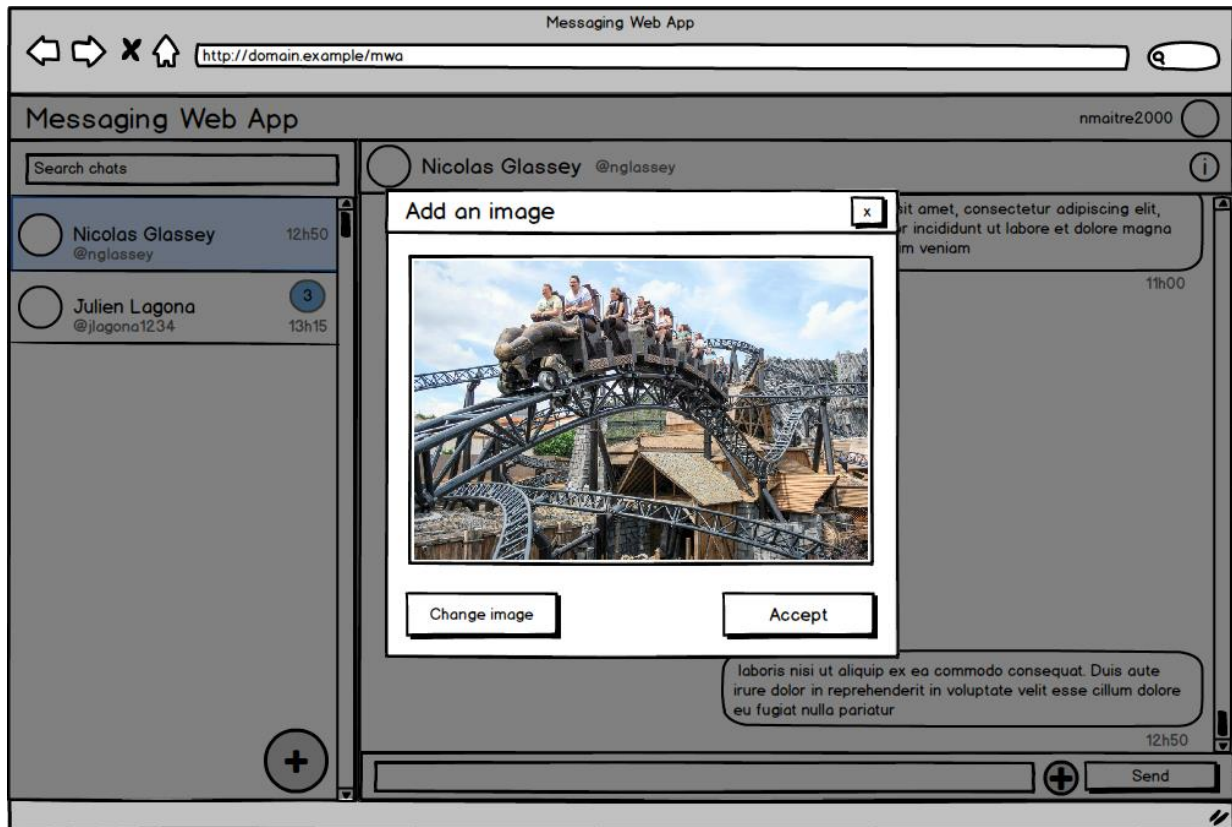 Messaging Web App
http://domain.example/mwa
Messaging Web App
nmaitre2000
Search chats
Nicolas Glassey
12h50
@nglassey
3
Julien Lagona
@jlagona1234
13h15
Nicolas Glassey @nglassey
i
Add an image
x
sit amet, consectetur adipiscing elit,
incididunt ut labore et dolore magna
veniam
11h00
Change image
Accept
laboris nisi ut aliquip ex ea commodo consequat. Duis aute
irure dolor in reprehenderit in voluptate velit esse cillum dolore
eu fugiat nulla pariatur
12h50
Send